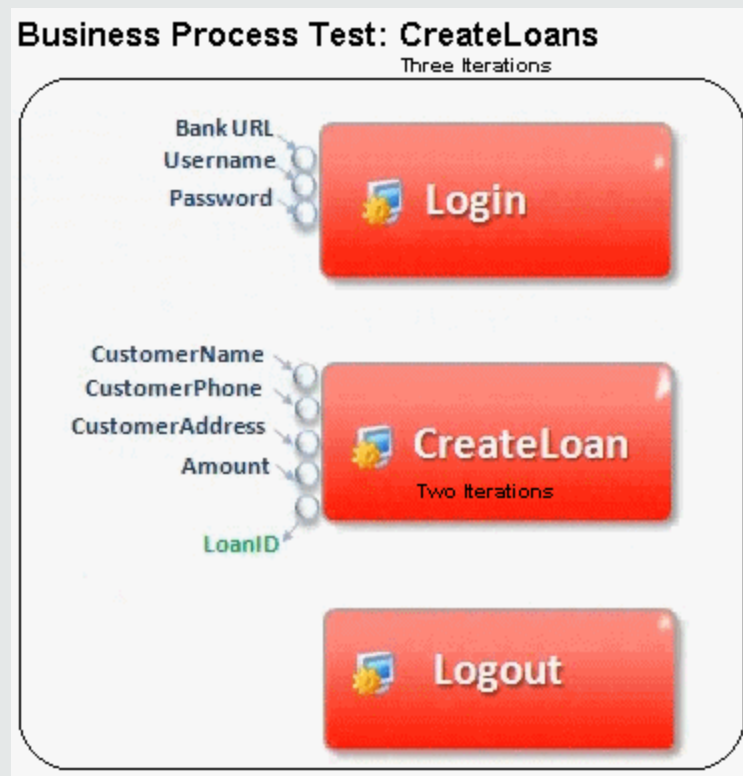 Business Process Test: CreateLoans
Three Iterations
Bank URL
Username
Password
Login
CustomerName
CustomerPhone
CustomerAddress
Amount
LoanID
CreateLoan
Two Iterations
Logout